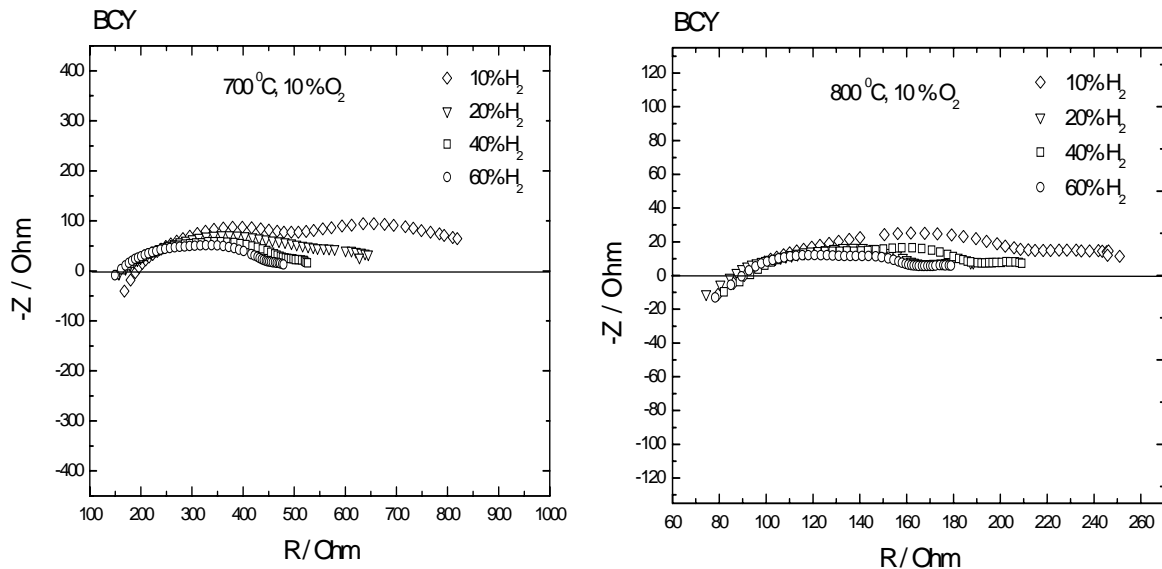 BCY
700 ⁰C, 10%O₂
10%H₂
20%H₂
40%H₂
60%H₂
400
300
200
100
0
-100
-200
-300
-400
-Z / Ohm
100 200 300 400 500 600 700 800 900 1000
R / Ohm
BCY
800 ⁰C, 10%O₂
10%H₂
20%H₂
40%H₂
60%H₂
120
100
80
60
40
20
0
-20
-40
-60
-80
-100
-120
-Z / Ohm
60 80 100 120 140 160 180 200 220 240 260
R / Ohm